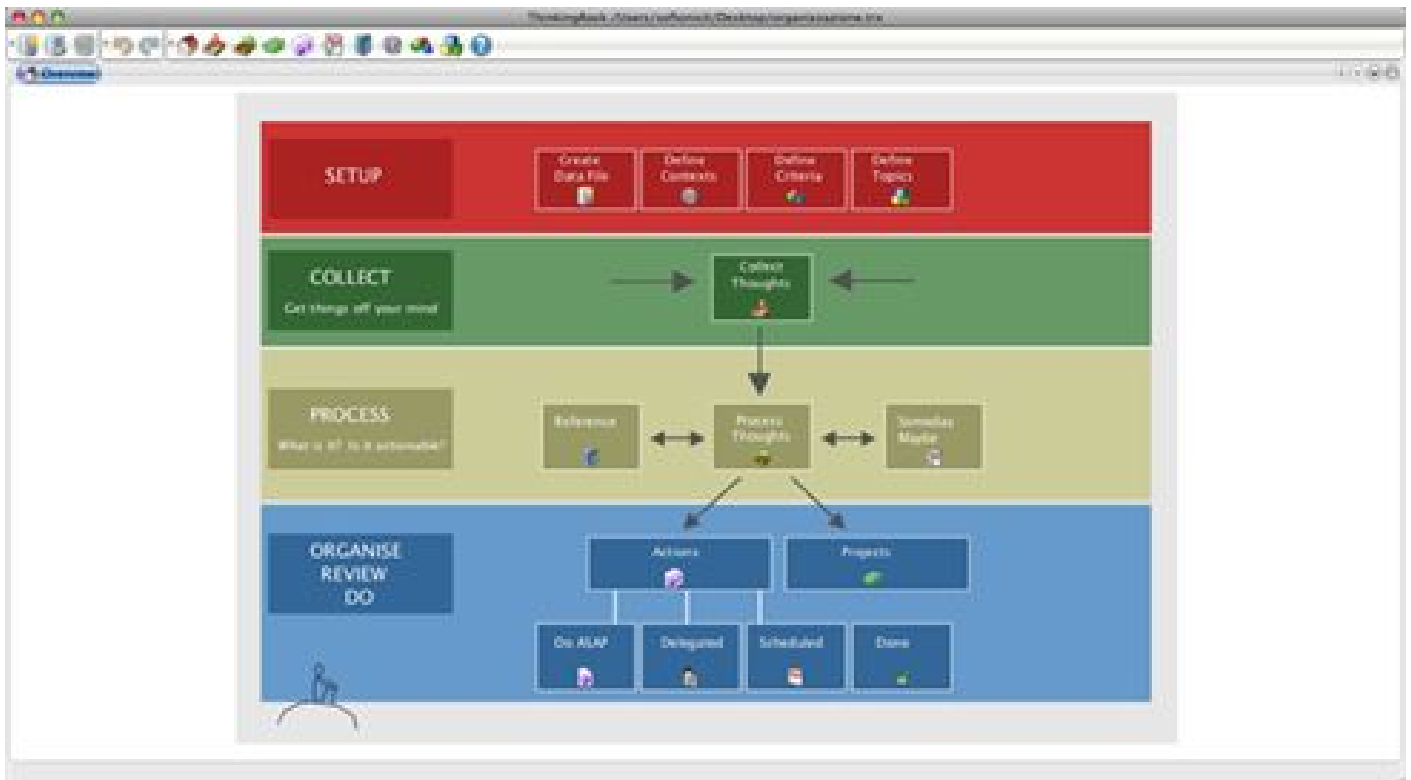 Overview
SETUP
Create
Data File
Define
Contexts
Define
Criteria
Define
Topics
COLLECT
Get things off your mind
Collect
Thoughts
PROCESS
What is it? Is it actionable?
Reference
Process
Thoughts
Someday
Maybe
ORGANISE
REVIEW
DO
Actions
Projects
Do ASAP
Delegated
Scheduled
Done